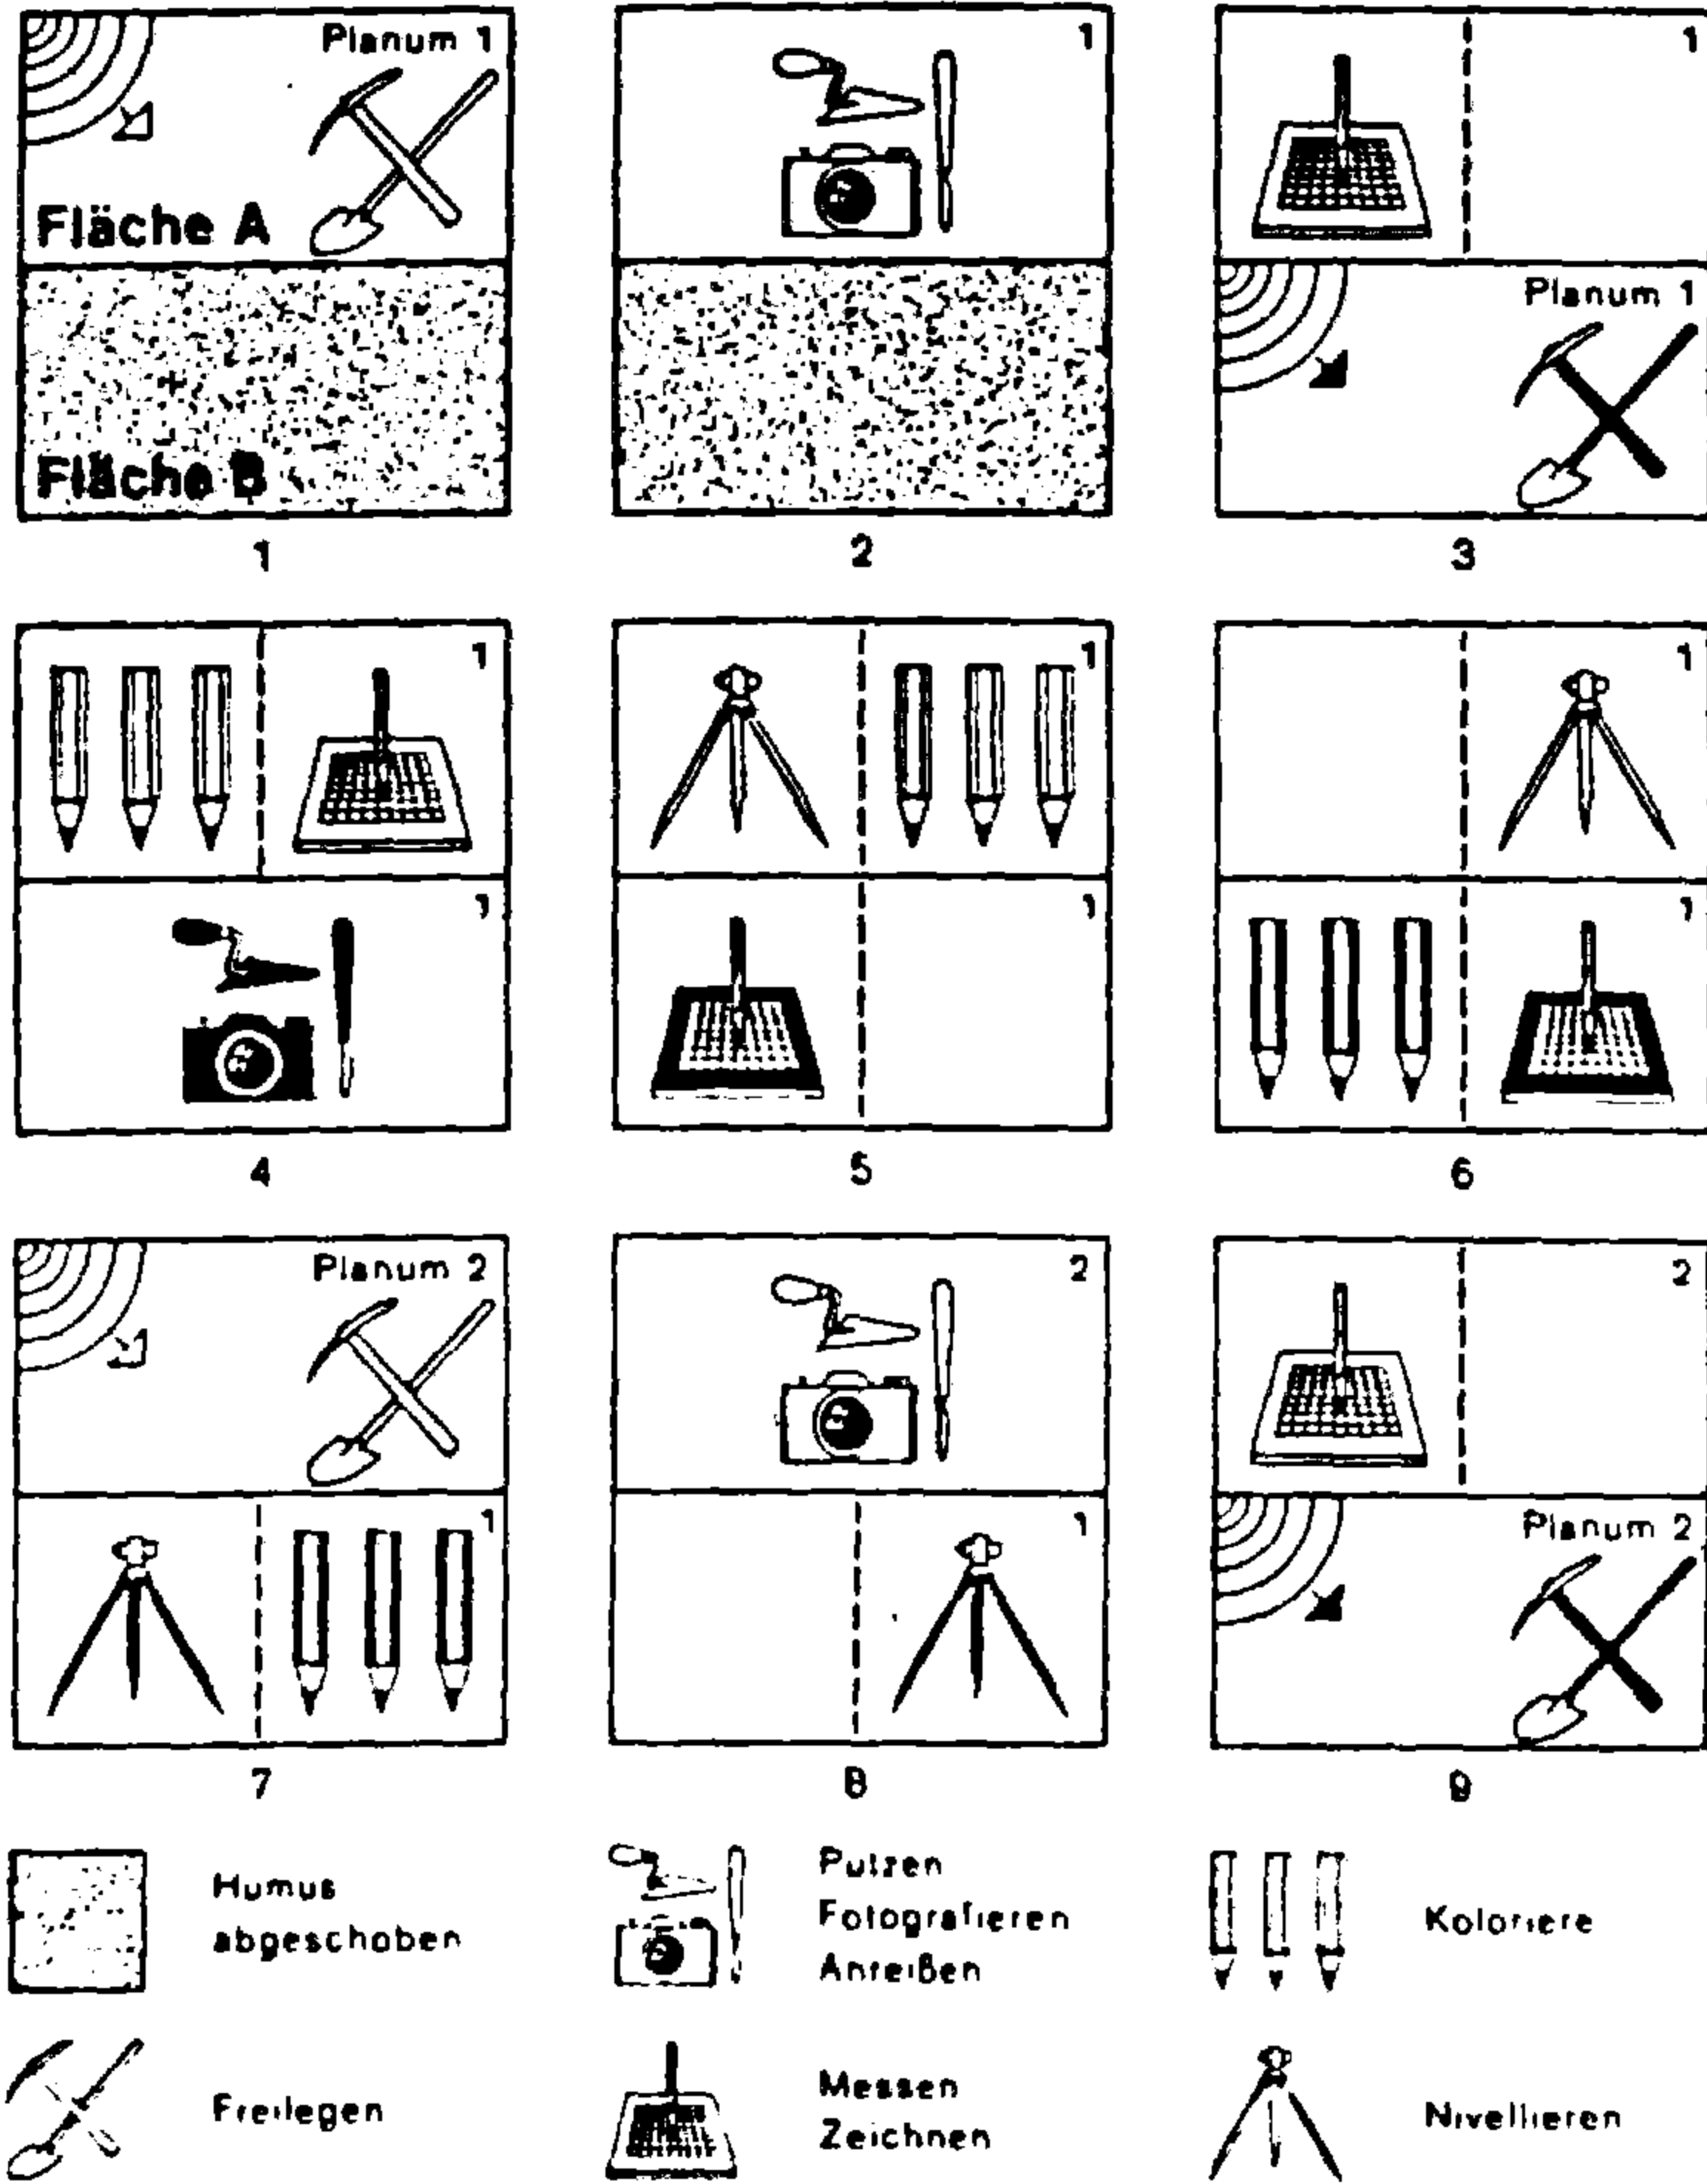 Planum 1
Fläche A
Fläche B
1
1
2
1
Planum 1
3
1
1
4
1
1
5
1
1
6
Planum 2
1
7
2
1
8
2
Planum 2
9
Humus
abgeschoben
Putzen
Fotografieren
Anreißen
Koloriere
Freilegen
Messen
Zeichnen
Nivellieren